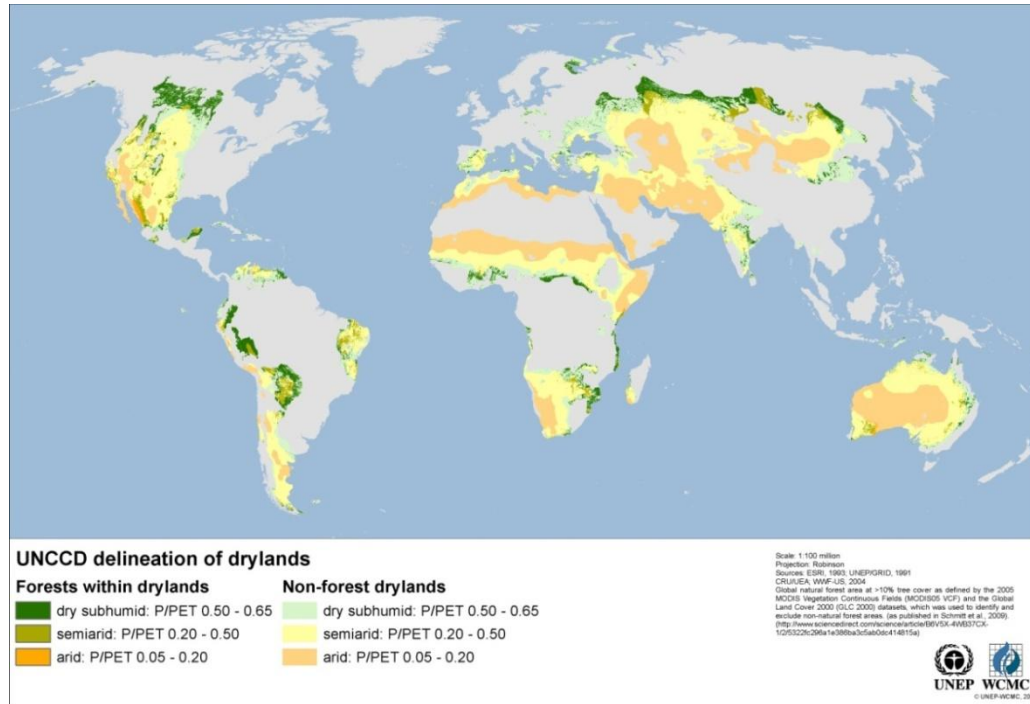 UNCCD delineation of drylands
Forests within drylands
dry subhumid: P/PET 0.50 - 0.65
semiarid: P/PET 0.20 - 0.50
arid: P/PET 0.05 - 0.20
Non-forest drylands
dry subhumid: P/PET 0.50 - 0.65
semiarid: P/PET 0.20 - 0.50
arid: P/PET 0.05 - 0.20
Scale: 1:100 million
Projection: Robinson
Sources: ESRI, 1993; UNEP/GRID, 1991
CRU/UEA; WWF-US, 2004
Global natural forest area at >10% tree cover as defined by the 2005
MODIS Vegetation Continuous Fields (MODIS05 VCF) and the Global
Land Cover 2000 (GLC 2000) datasets, which was used to identify and
exclude non-natural forest areas. (as published in Schmitt et al., 2009).
UNEP WCMC
© UNEP-WCMC, 20